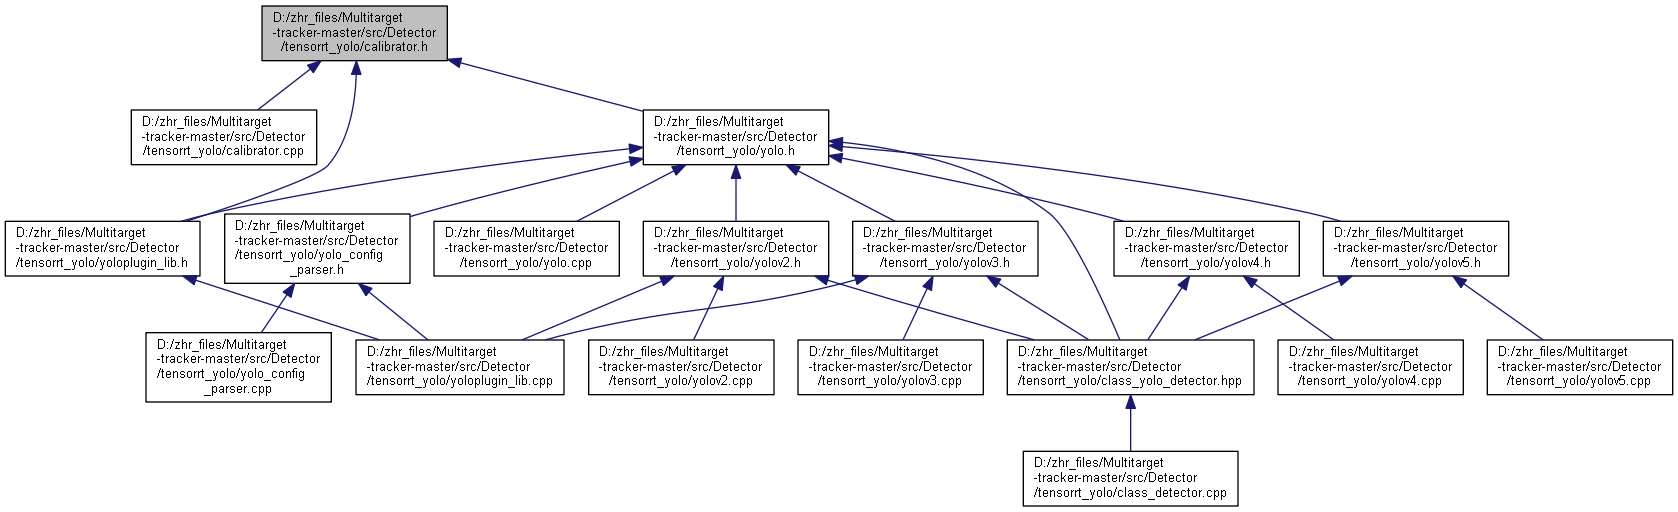 D:/zhr_files/Multitarget
-tracker-master/src/Detector
/tensorrt_yolo/calibrator.h
D:/zhr_files/Multitarget
-tracker-master/src/Detector
/tensorrt_yolo/calibrator.cpp
D:/zhr_files/Multitarget
-tracker-master/src/Detector
/tensorrt_yolo/yolo.h
D:/zhr_files/Multitarget
-tracker-master/src/Detector
/tensorrt_yolo/yoloplugin_lib.h
D:/zhr_files/Multitarget
-tracker-master/src/Detector
/tensorrt_yolo/yolo_config
_parser.h
D:/zhr_files/Multitarget
-tracker-master/src/Detector
/tensorrt_yolo/yolo.cpp
D:/zhr_files/Multitarget
-tracker-master/src/Detector
/tensorrt_yolo/yolov2.h
D:/zhr_files/Multitarget
-tracker-master/src/Detector
/tensorrt_yolo/yolov3.h
D:/zhr_files/Multitarget
-tracker-master/src/Detector
/tensorrt_yolo/yolov4.h
D:/zhr_files/Multitarget
-tracker-master/src/Detector
/tensorrt_yolo/yolov5.h
D:/zhr_files/Multitarget
-tracker-master/src/Detector
/tensorrt_yolo/yolo_config
_parser.cpp
D:/zhr_files/Multitarget
-tracker-master/src/Detector
/tensorrt_yolo/yoloplugin_lib.cpp
D:/zhr_files/Multitarget
-tracker-master/src/Detector
/tensorrt_yolo/yolov2.cpp
D:/zhr_files/Multitarget
-tracker-master/src/Detector
/tensorrt_yolo/yolov3.cpp
D:/zhr_files/Multitarget
-tracker-master/src/Detector
/tensorrt_yolo/class_yolo_detector.hpp
D:/zhr_files/Multitarget
-tracker-master/src/Detector
/tensorrt_yolo/yolov4.cpp
D:/zhr_files/Multitarget
-tracker-master/src/Detector
/tensorrt_yolo/yolov5.cpp
D:/zhr_files/Multitarget
-tracker-master/src/Detector
/tensorrt_yolo/class_detector.cpp